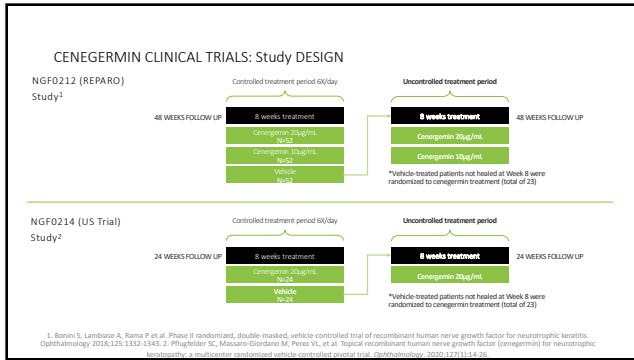 CENEGERMIN CLINICAL TRIALS: Study DESIGN
NGF0212 (REPARO)
Study1
Controlled treatment period 6X/day
Uncontrolled treatment period
48 WEEKS FOLLOW UP
8 weeks treatment
8 weeks treatment
48 WEEKS FOLLOW UP
Cenegermin 20µg/mL
N=52
Cenegermin 20µg/mL
Cenegermin 10µg/mL
N=52
Cenegermin 10µg/mL
Vehicle
N=52
*Vehicle-treated patients not healed at Week 8 were
randomized to cenegermin treatment (total of 23)
NGF0214 (US Trial)
Study2
Controlled treatment period 6X/day
Uncontrolled treatment period
24 WEEKS FOLLOW UP
8 weeks treatment
8 weeks treatment
24 WEEKS FOLLOW UP
Cenegermin 20µg/mL
N=24
Cenegermin 20µg/mL
Vehicle
N=24
*Vehicle-treated patients not healed at Week 8 were
randomized to cenegermin treatment (total of 23)
1. Bonini S, Lambiase A, Rama P et al. Phase II randomized, double-masked, vehicle-controlled trial of recombinant human nerve growth factor for neurotrophic keratitis.
Ophthalmology 2018;125:1332-1343. 2. Pflugfelder SC, Massaro-Giordano M, Perez VL, et al. Topical recombinant human nerve growth factor (cenegermin) for neurotrophic
keratopathy: a multicenter randomized vehicle-controlled pivotal trial. Ophthalmology. 2020;127(1):14-26.